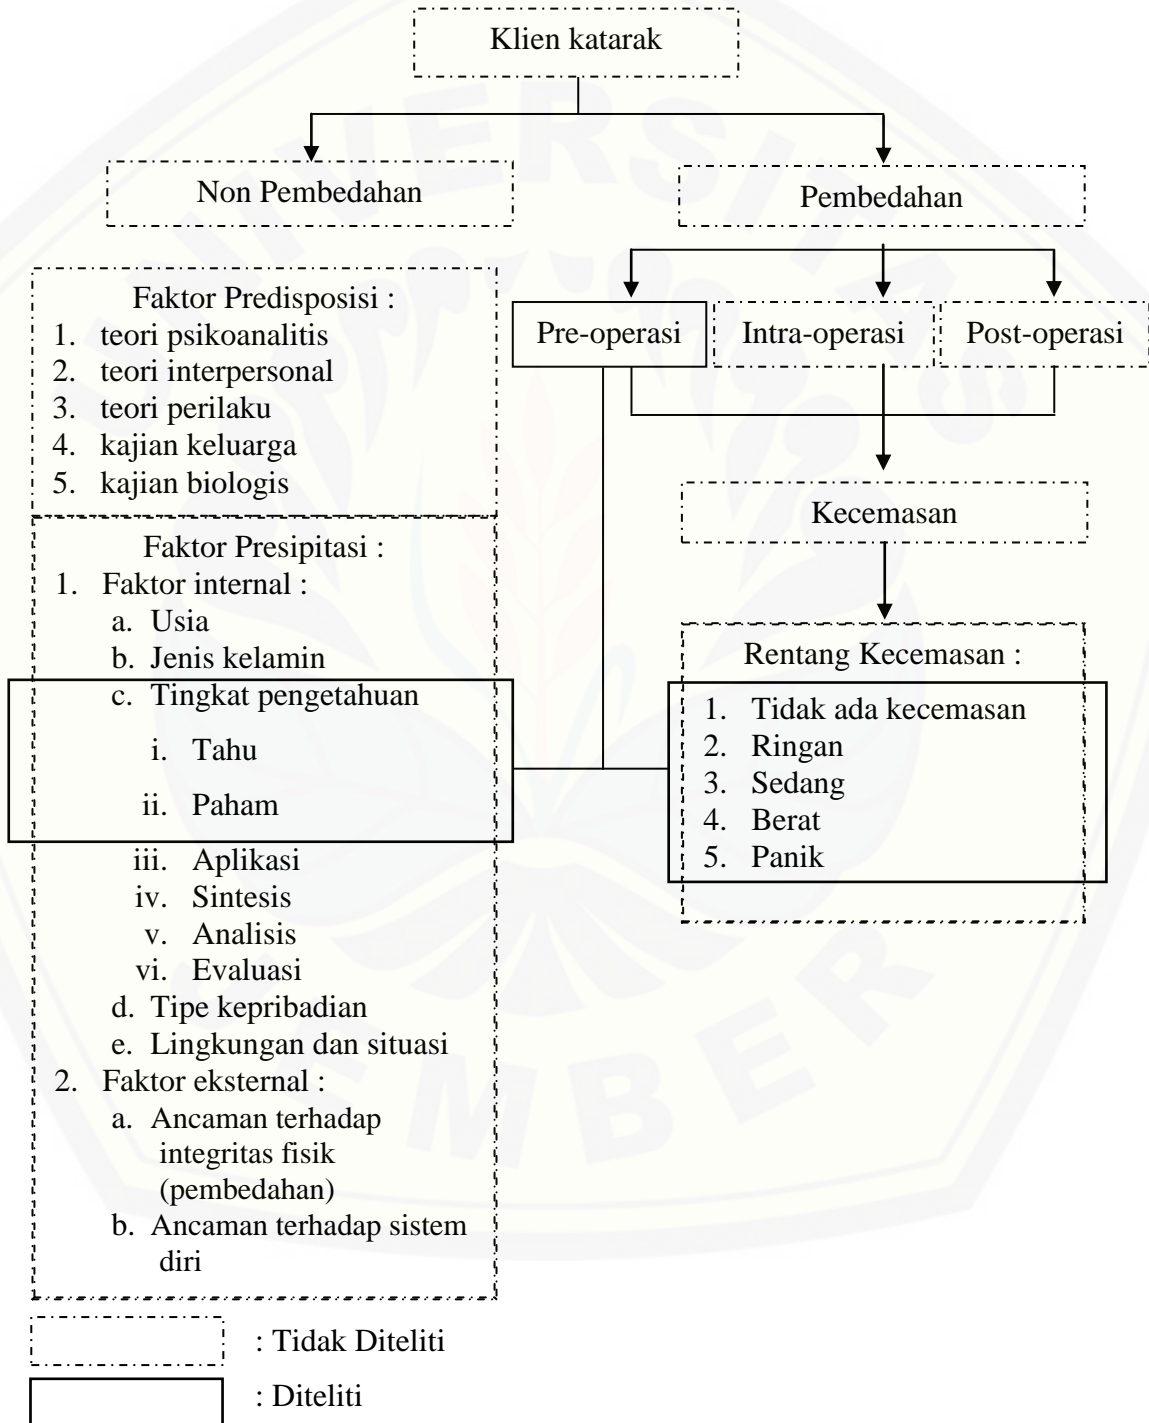 Klien katarak
Non Pembedahan
Pembedahan
Faktor Predisposisi :
1. teori psikoanalitis
2. teori interpersonal
3. teori perilaku
4. kajian keluarga
5. kajian biologis
Pre-operasi
Intra-operasi
Post-operasi
Kecemasan
Faktor Presipitasi :
1. Faktor internal :
a. Usia
b. Jenis kelamin
c. Tingkat pengetahuan
i. Tahu
ii. Paham
iii. Aplikasi
iv. Sintesis
v. Analisis
vi. Evaluasi
d. Tipe kepribadian
e. Lingkungan dan situasi
2. Faktor eksternal :
a. Ancaman terhadap
integritas fisik
(pembedahan)
b. Ancaman terhadap sistem
diri
Rentang Kecemasan :
1. Tidak ada kecemasan
2. Ringan
3. Sedang
4. Berat
5. Panik
: Tidak Diteliti
: Diteliti
UNIVERSITAS
JEMBER